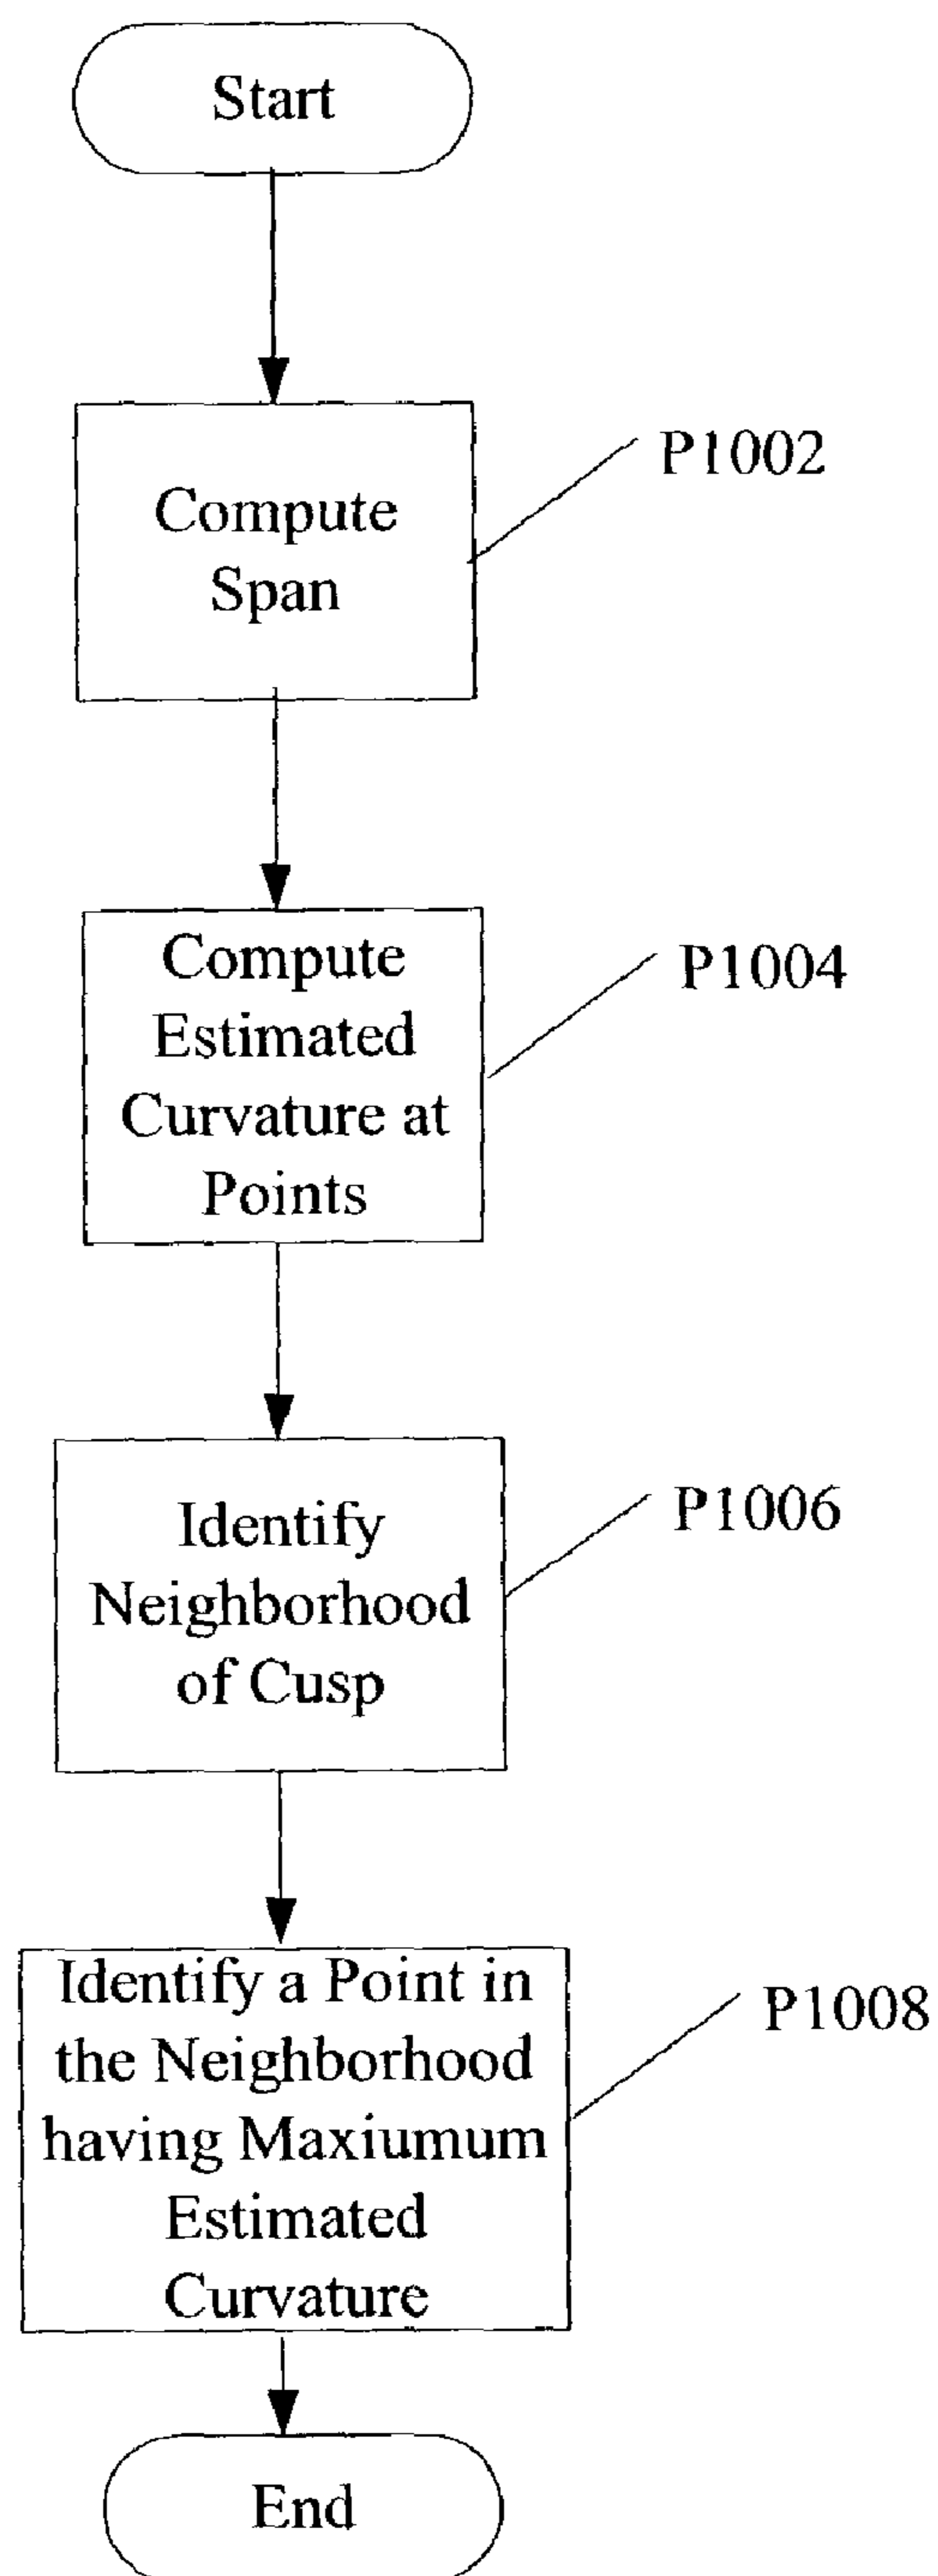 Start
P1002
Compute
Span
P1004
Compute
Estimated
Curvature at
Points
P1006
Identify
Neighborhood
of Cusp
P1008
Identify a Point in
the Neighborhood
having Maxiumum
Estimated
Curvature
End